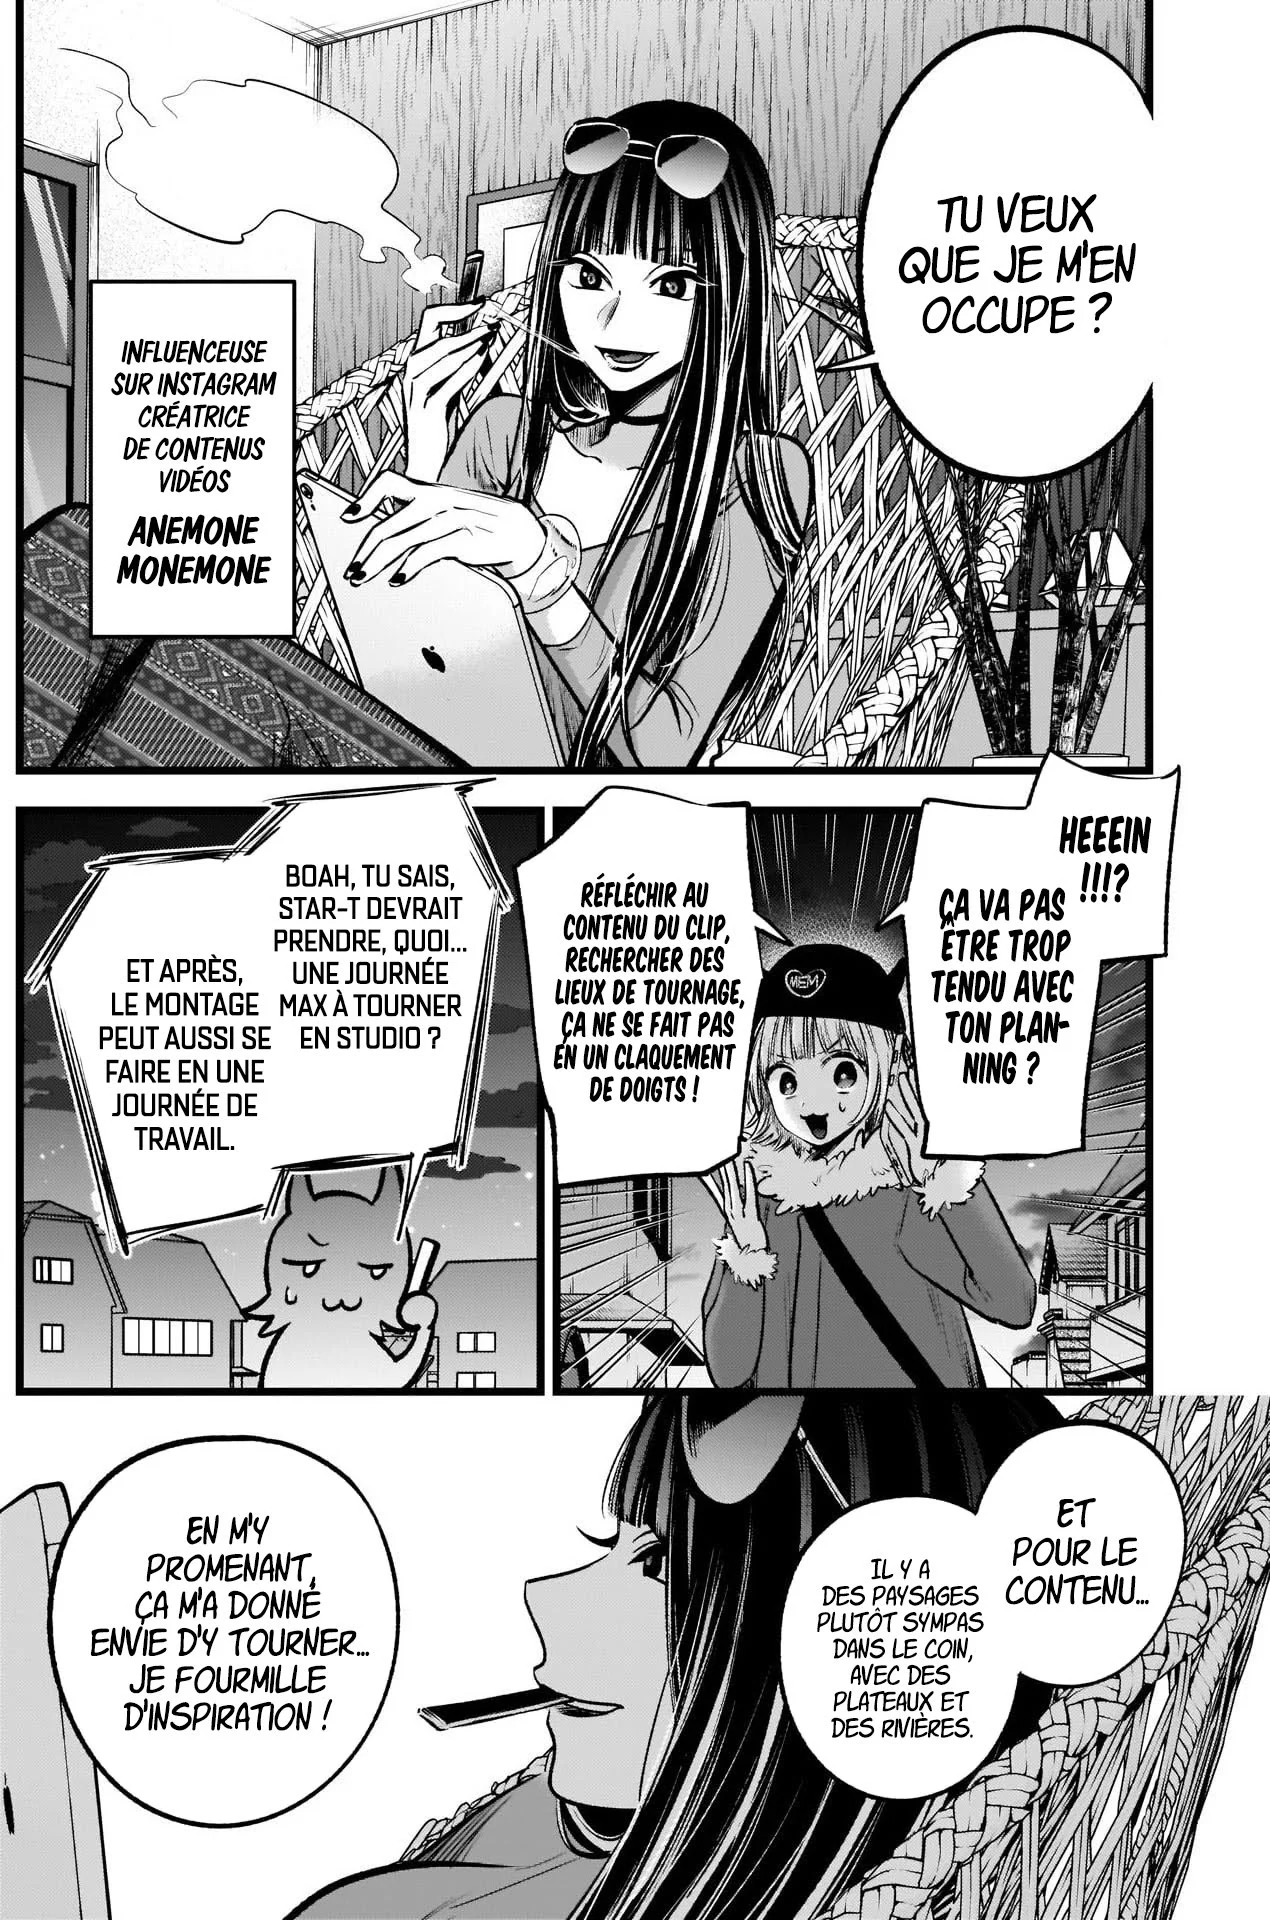 TU VEUX
QUE JE M'EN
OCCUPE ?
INFLUENCEUSE
SUR INSTAGRAM
CRÉATRICE
DE CONTENUS
VIDÉOS
ANEMONE
MONEMONE
HEEEIN
!!!?
ÇA VA PAS
ÊTRE TROP
TENDU AVEC
TON PLAN-
NING ?
MEM
RÉFLÉCHIR AU
CONTENU DU CLIP,
RECHERCHER DES
LIEUX DE TOURNAGE,
ÇA NE SE FAIT PAS
EN UN CLAQUEMENT
DE DOIGTS !
BOAH, TU SAIS,
STAR-T DEVRAIT
PRENDRE, QUOI...
UNE JOURNÉE
MAX À TOURNER
EN STUDIO ?
ET APRÈS,
LE MONTAGE
PEUT AUSSI SE
FAIRE EN UNE
JOURNÉE DE
TRAVAIL.
ET
POUR LE
CONTENU...
IL Y A
DES PAYSAGES
PLUTÔT SYMPAS
DANS LE COIN,
AVEC DES
PLATEAUX ET
DES RIVIÈRES.
EN M'Y
PROMENANT,
ÇA M'A DONNÉ
ENVIE D'Y TOURNER...
JE FOURMILLE
D'INSPIRATION !